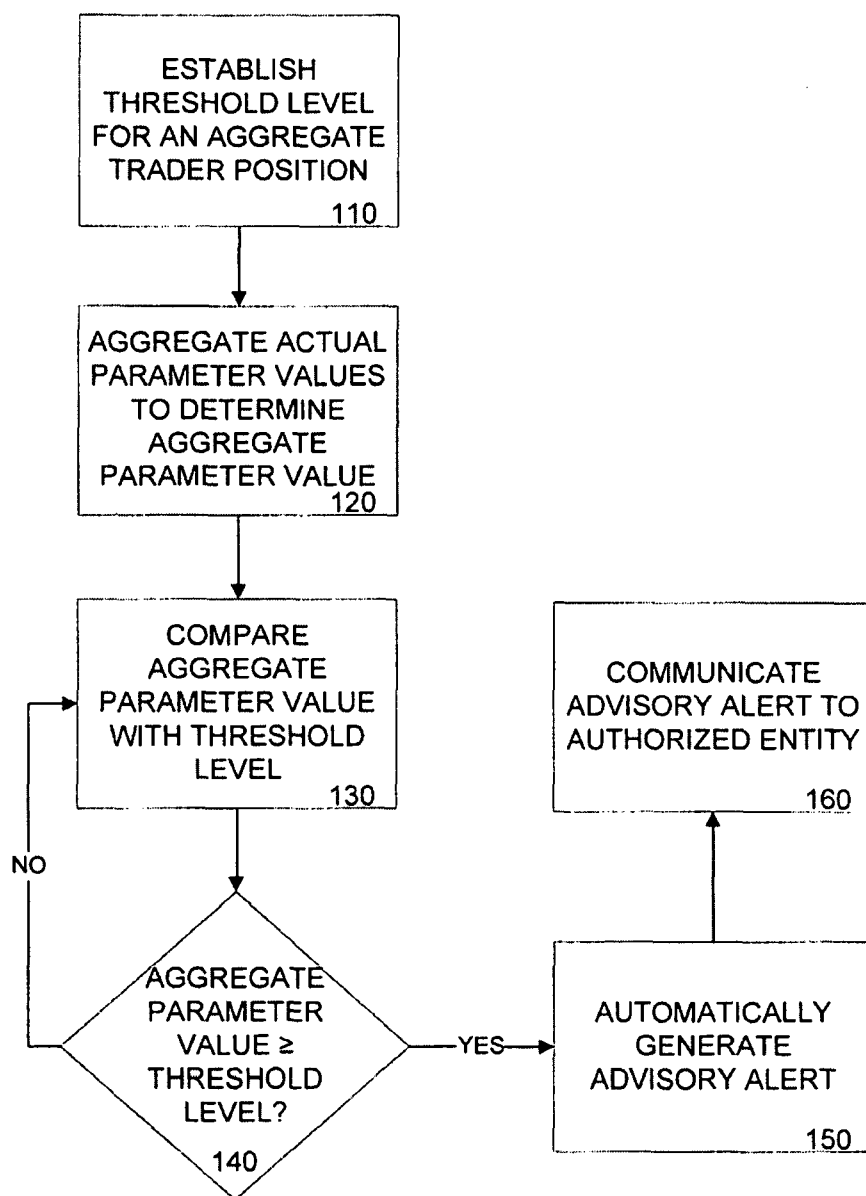 ESTABLISH
THRESHOLD LEVEL
FOR AN AGGREGATE
TRADER POSITION
110
AGGREGATE ACTUAL
PARAMETER VALUES
TO DETERMINE
AGGREGATE
PARAMETER VALUE
120
COMPARE
AGGREGATE
PARAMETER VALUE
WITH THRESHOLD
LEVEL
130
NO
AGGREGATE
PARAMETER
VALUE ≥
THRESHOLD
LEVEL?
140
YES
AUTOMATICALLY
GENERATE
ADVISORY ALERT
150
COMMUNICATE
ADVISORY ALERT TO
AUTHORIZED ENTITY
160